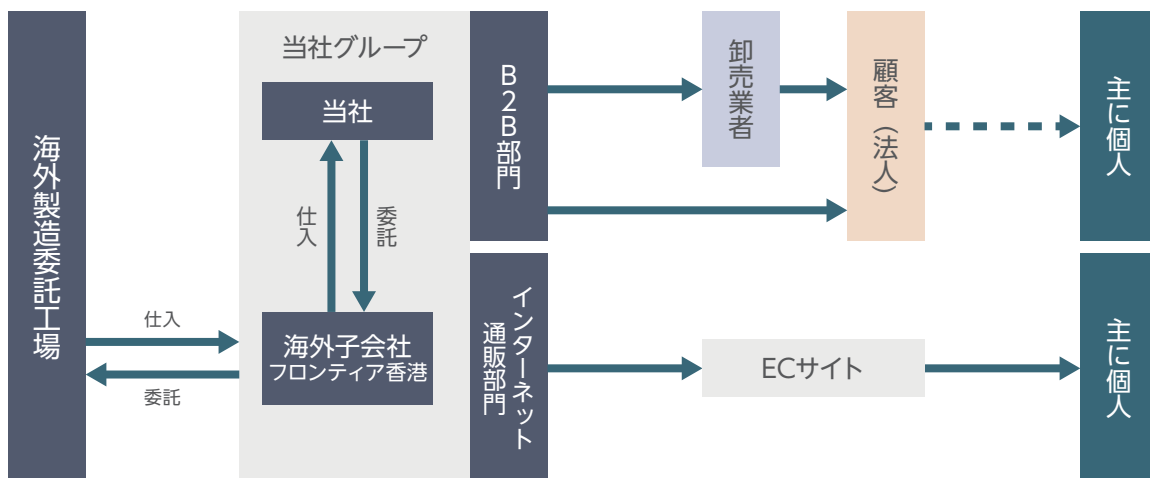 海外製造委託工場
仕入
委託
当社グループ
当社
仕入
委託
海外子会社
フロンティア香港
B2B部門
卸売業者
顧客（法人）
主に個人
インターネット
通販部門
ECサイト
主に個人